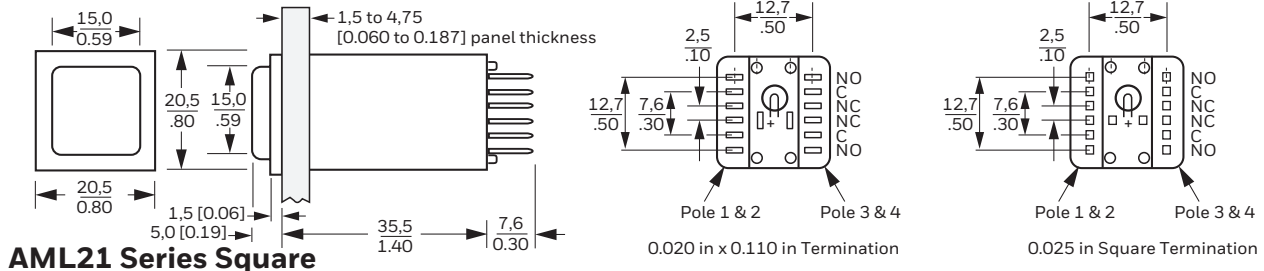 15,0
0.59
20,5
.80
20,5
0.80
15,0
.59
1,5 to 4,75
[0.060 to 0.187] panel thickness
1,5 [0.06]
5,0 [0.19]
35,5
1.40
7,6
0.30
AML21 Series Square
12,7
.50
2,5
.10
12,7
.50
7,6
.30
NO
C
NC
NC
C
NO
+
Pole 1 & 2
Pole 3 & 4
0.020 in x 0.110 in Termination
12,7
.50
2,5
.10
12,7
.50
7,6
.30
NO
C
NC
NC
C
NO
+
Pole 1 & 2
Pole 3 & 4
0.025 in Square Termination